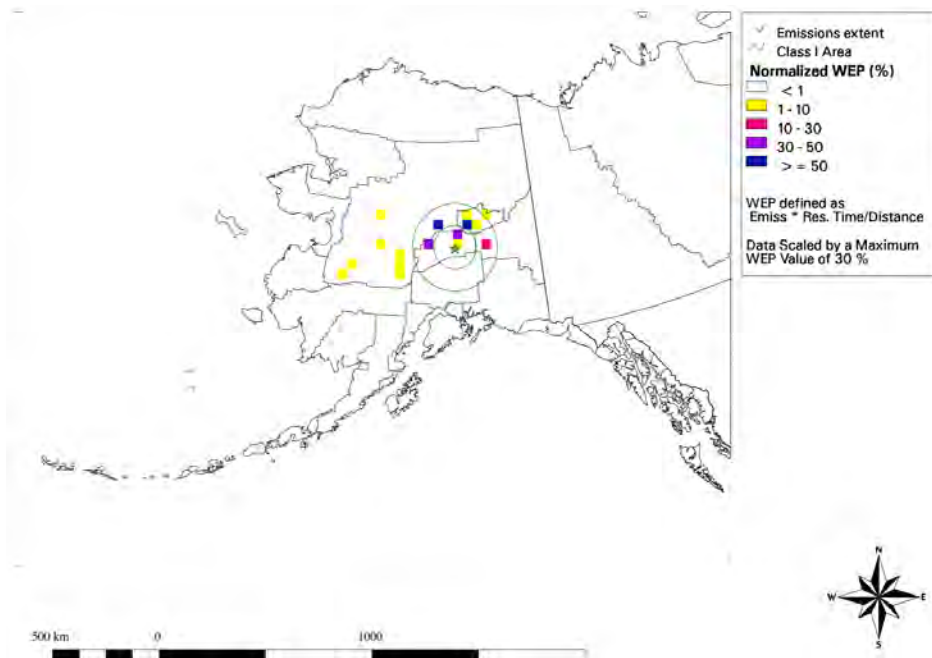 Emissions extent
Class I Area
Normalized WEP (%)
< 1
1 - 10
10 - 30
30 - 50
> = 50
WEP defined as
Emiss * Res. Time/Distance
Data Scaled by a Maximum
WEP Value of 30 %
N
W E
S
500 km 0 1000